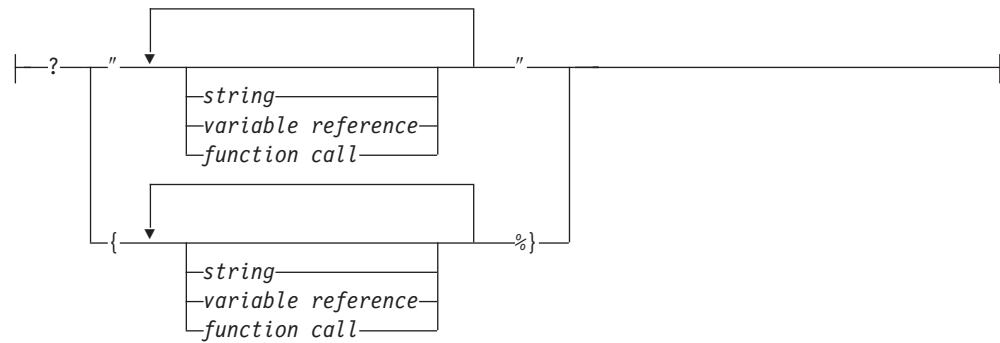 ? " "
string
variable reference
function call
{ %}
string
variable reference
function call